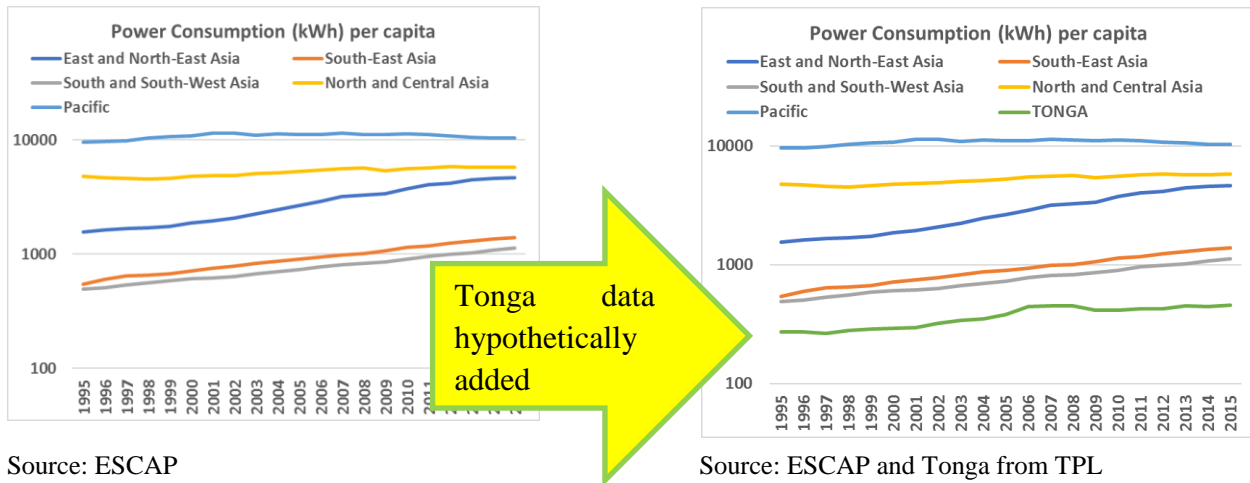 Power Consumption (kWh) per capita
East and North-East Asia South-East Asia
South and South-West Asia North and Central Asia
Pacific
10000
1000
100
1995 1996 1997 1998 1999 2000 2001 2002 2003 2004 2005 2006 2007 2008 2009 2010 2011
Source: ESCAP
Tonga data
hypothetically
added
Power Consumption (kWh) per capita
East and North-East Asia South-East Asia
South and South-West Asia North and Central Asia
Pacific TONGA
10000
1000
100
1995 1996 1997 1998 1999 2000 2001 2002 2003 2004 2005 2006 2007 2008 2009 2010 2011 2012 2013 2014 2015
Source: ESCAP and Tonga from TPL